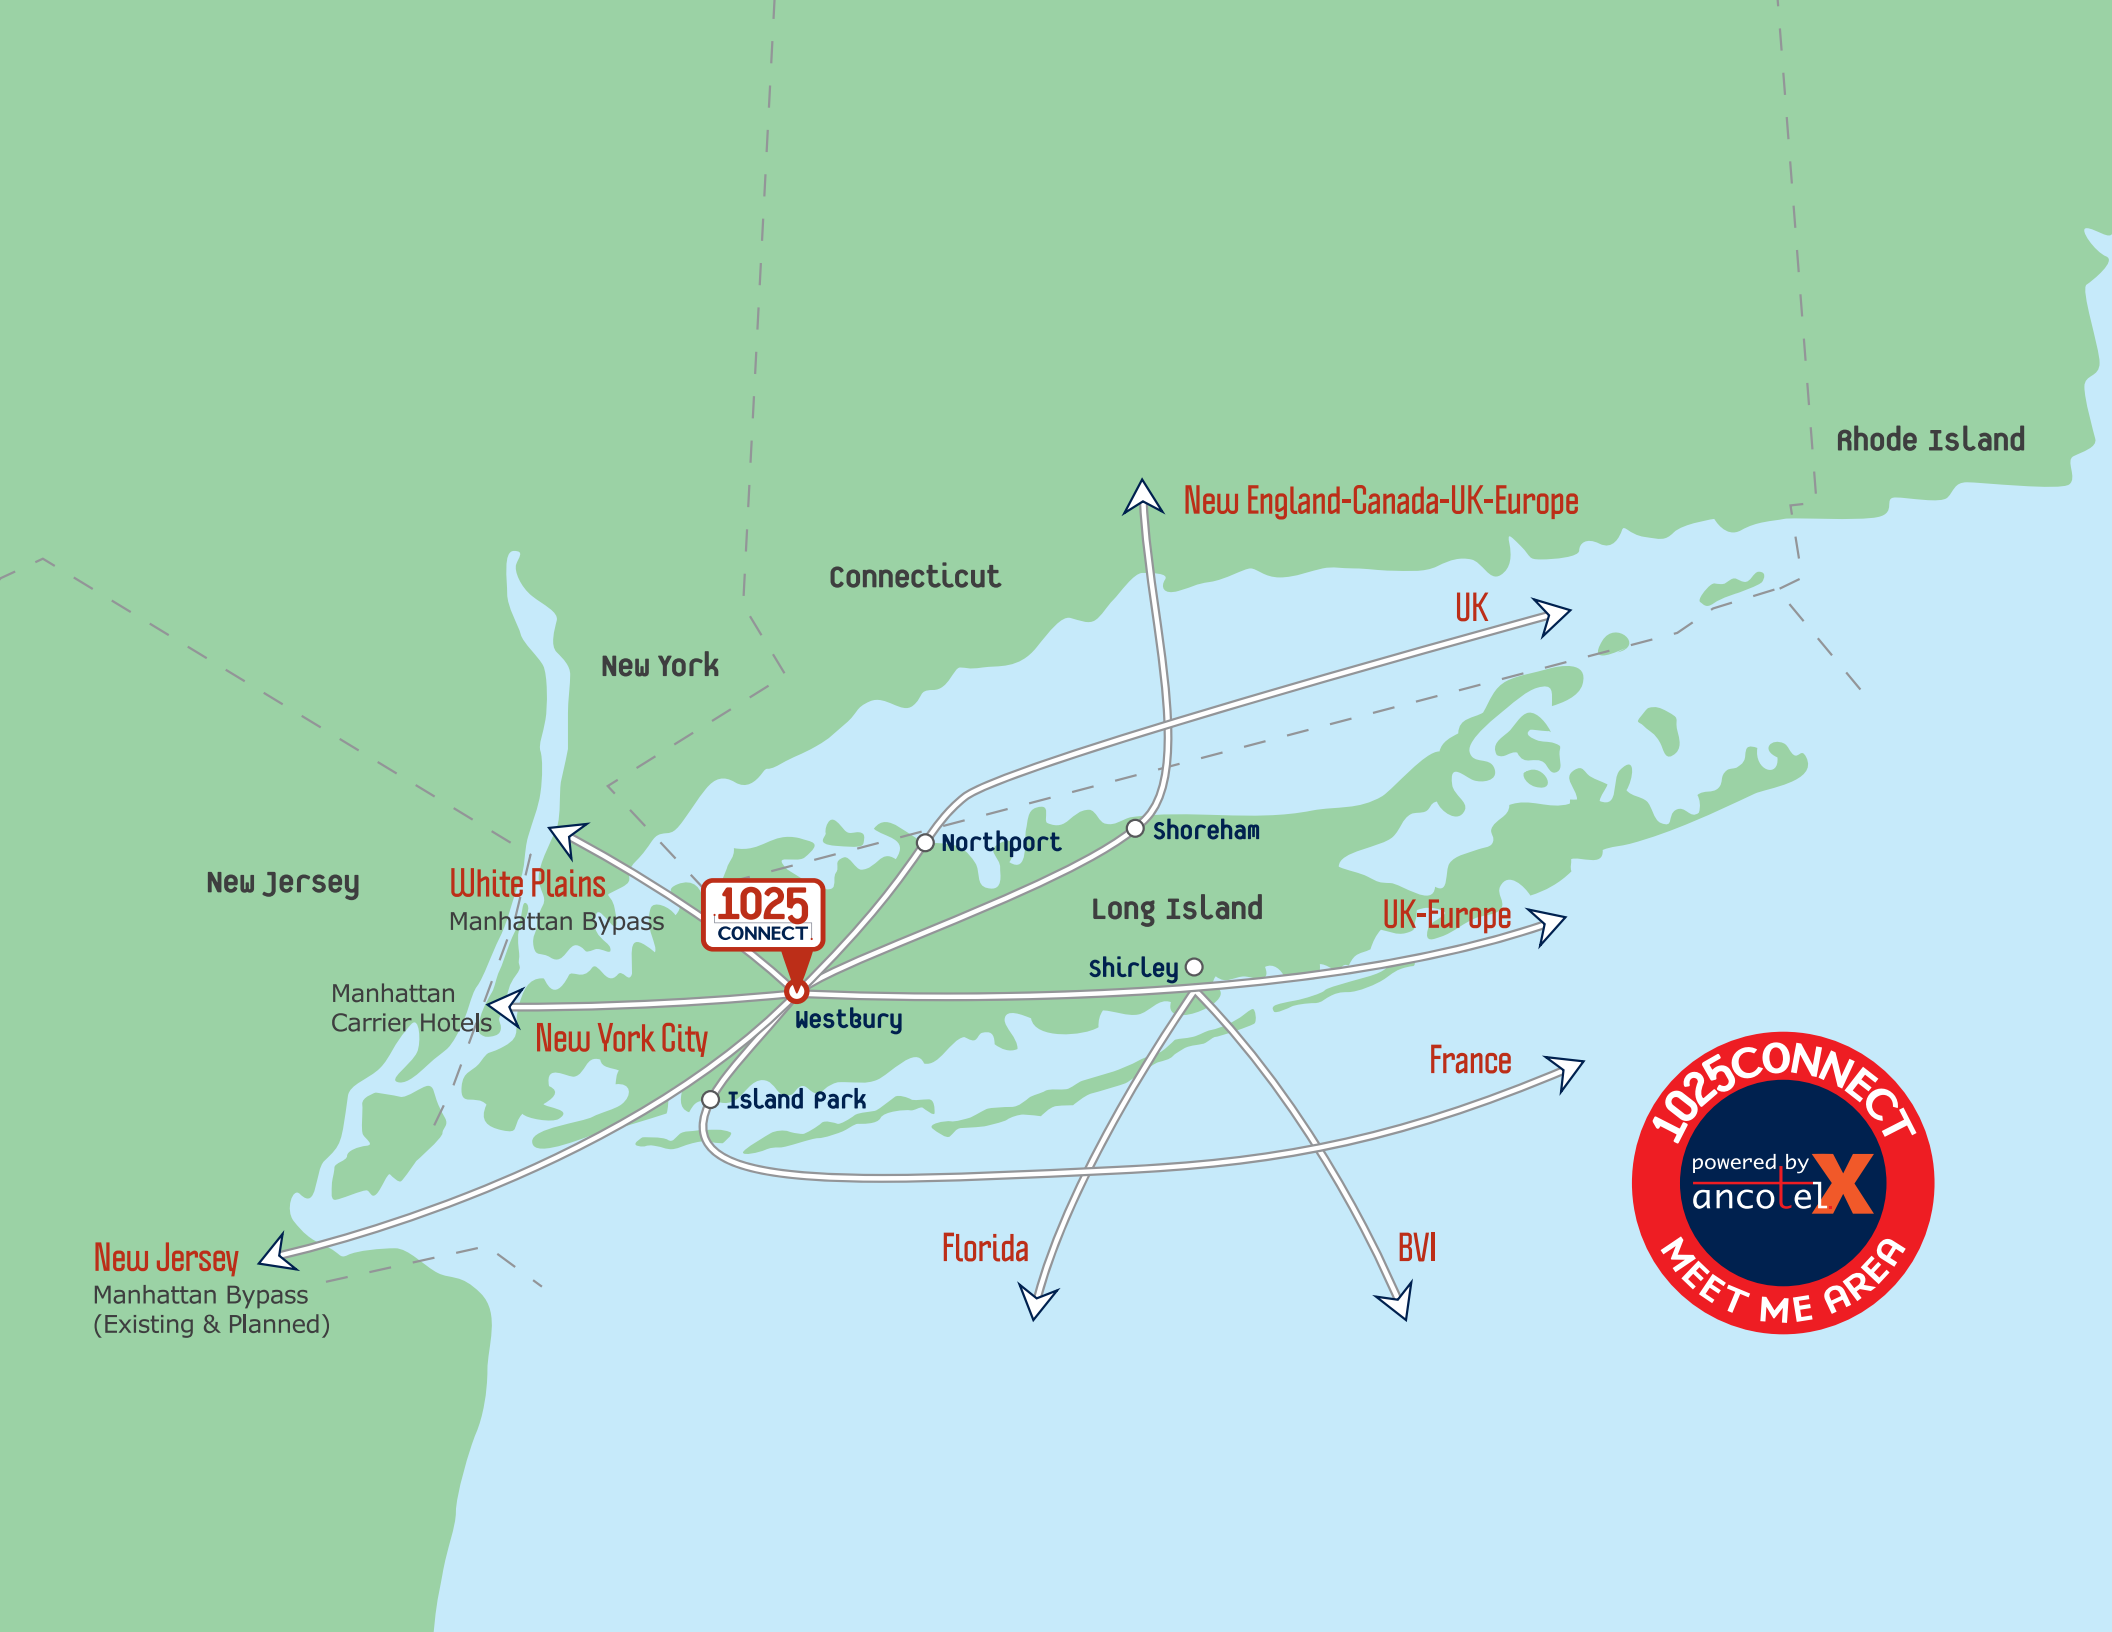 Rhode Island
New England-Canada-UK-Europe
Connecticut
UK
New York
Northport
Shoreham
New Jersey
White Plains
Manhattan Bypass
1025
CONNECT
Long Island
UK-Europe
Shirley
Manhattan
Carrier Hotels
New York City
Westbury
France
Island Park
1025CONNECT
powered by
ancotel
X
MEET ME AREA
Florida
BVI
New Jersey
Manhattan Bypass
(Existing & Planned)